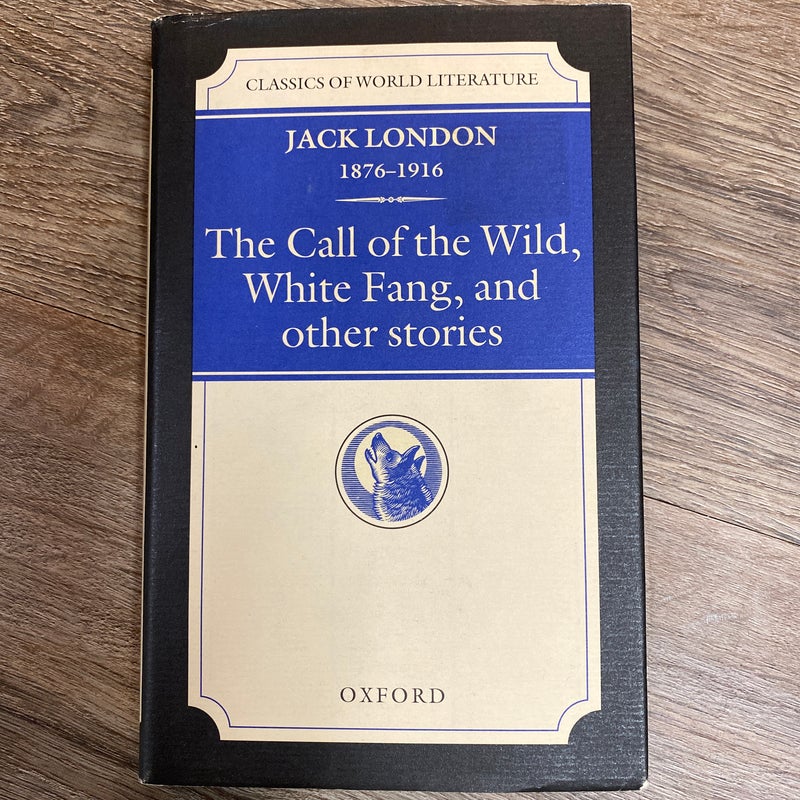 CLASSICS OF WORLD LITERATURE
JACK LONDON
1876–1916
The Call of the Wild,
White Fang, and
other stories
OXFORD